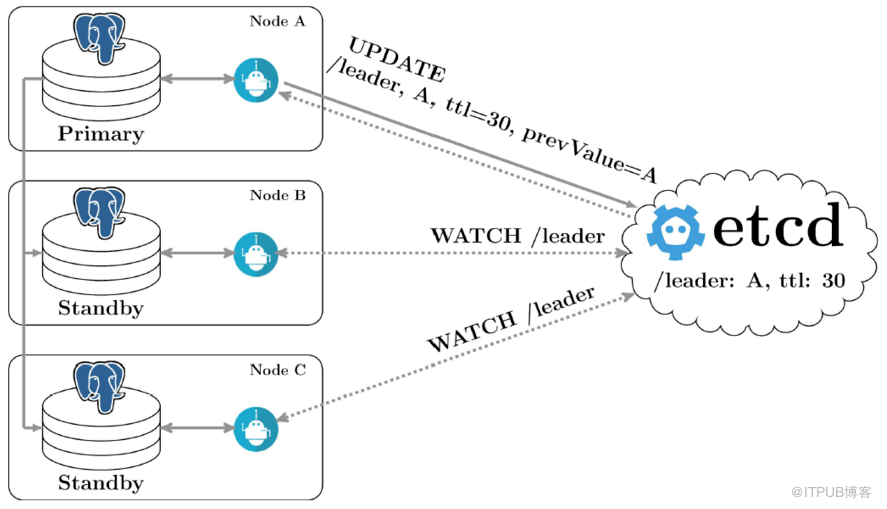 Node A
Primary
UPDATE
/leader, A, ttl=30, prevValue=A
Node B
Standby
WATCH /leader
etcd
/leader: A, ttl: 30
WATCH /leader
Node C
Standby
@ITPUB博客